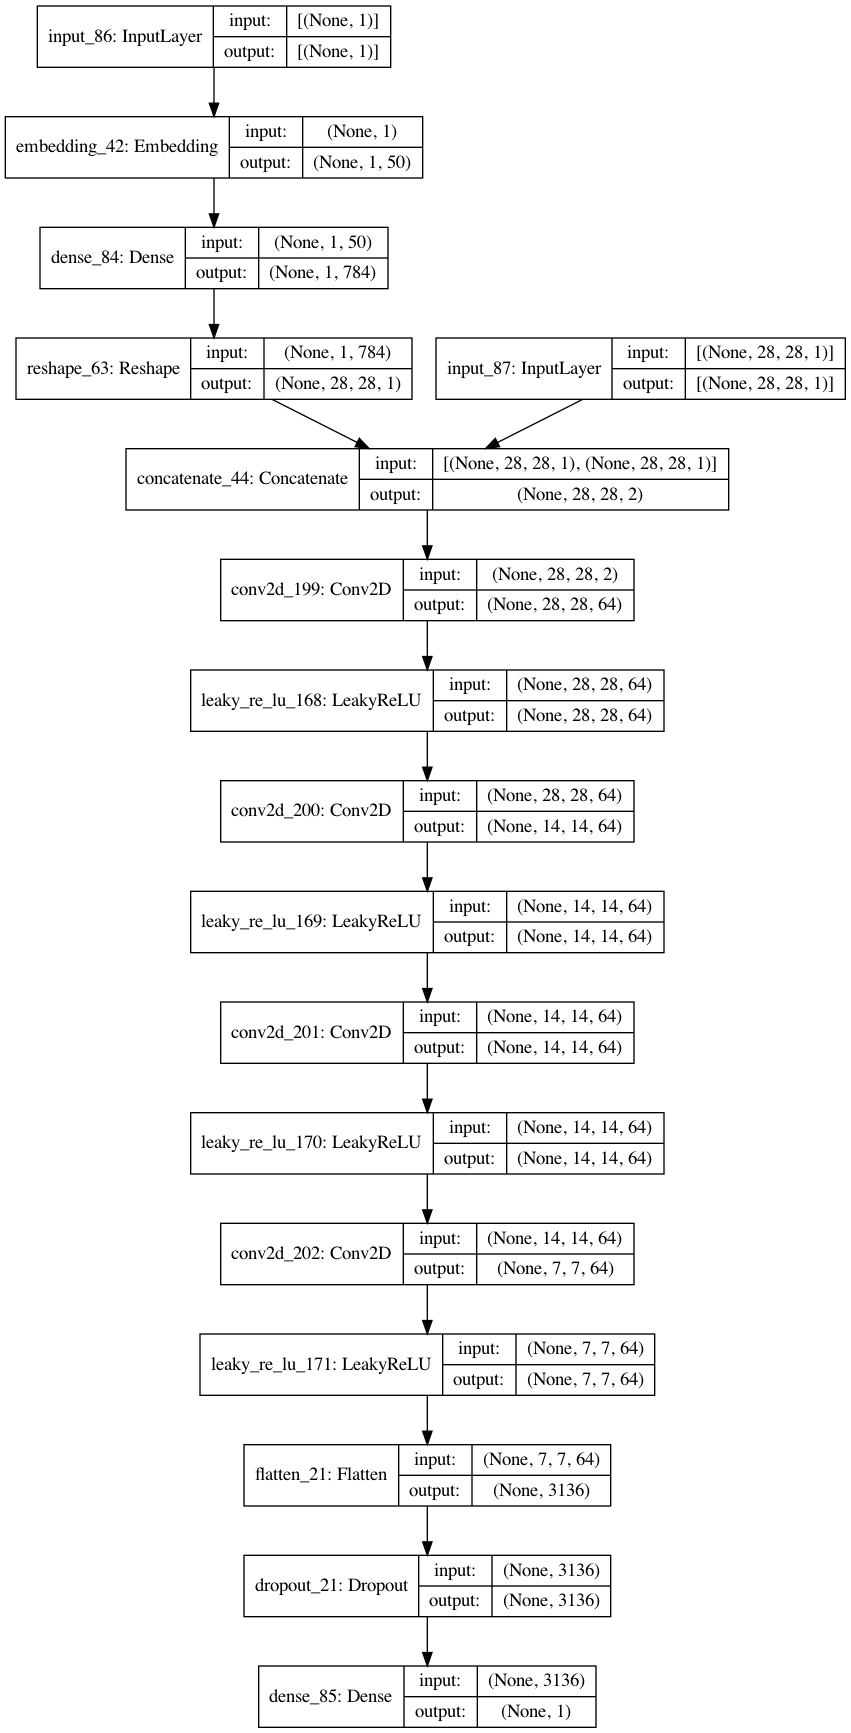 input_86: InputLayer
input: [(None, 1)]
output: [(None, 1)]
embedding_42: Embedding
input: (None, 1)
output: (None, 1, 50)
dense_84: Dense
input: (None, 1, 50)
output: (None, 1, 784)
reshape_63: Reshape
input: (None, 1, 784)
output: (None, 28, 28, 1)
input_87: InputLayer
input: [(None, 28, 28, 1)]
output: [(None, 28, 28, 1)]
concatenate_44: Concatenate
input: [(None, 28, 28, 1), (None, 28, 28, 1)]
output: (None, 28, 28, 2)
conv2d_199: Conv2D
input: (None, 28, 28, 2)
output: (None, 28, 28, 64)
leaky_re_lu_168: LeakyReLU
input: (None, 28, 28, 64)
output: (None, 28, 28, 64)
conv2d_200: Conv2D
input: (None, 28, 28, 64)
output: (None, 14, 14, 64)
leaky_re_lu_169: LeakyReLU
input: (None, 14, 14, 64)
output: (None, 14, 14, 64)
conv2d_201: Conv2D
input: (None, 14, 14, 64)
output: (None, 14, 14, 64)
leaky_re_lu_170: LeakyReLU
input: (None, 14, 14, 64)
output: (None, 14, 14, 64)
conv2d_202: Conv2D
input: (None, 14, 14, 64)
output: (None, 7, 7, 64)
leaky_re_lu_171: LeakyReLU
input: (None, 7, 7, 64)
output: (None, 7, 7, 64)
flatten_21: Flatten
input: (None, 7, 7, 64)
output: (None, 3136)
dropout_21: Dropout
input: (None, 3136)
output: (None, 3136)
dense_85: Dense
input: (None, 3136)
output: (None, 1)